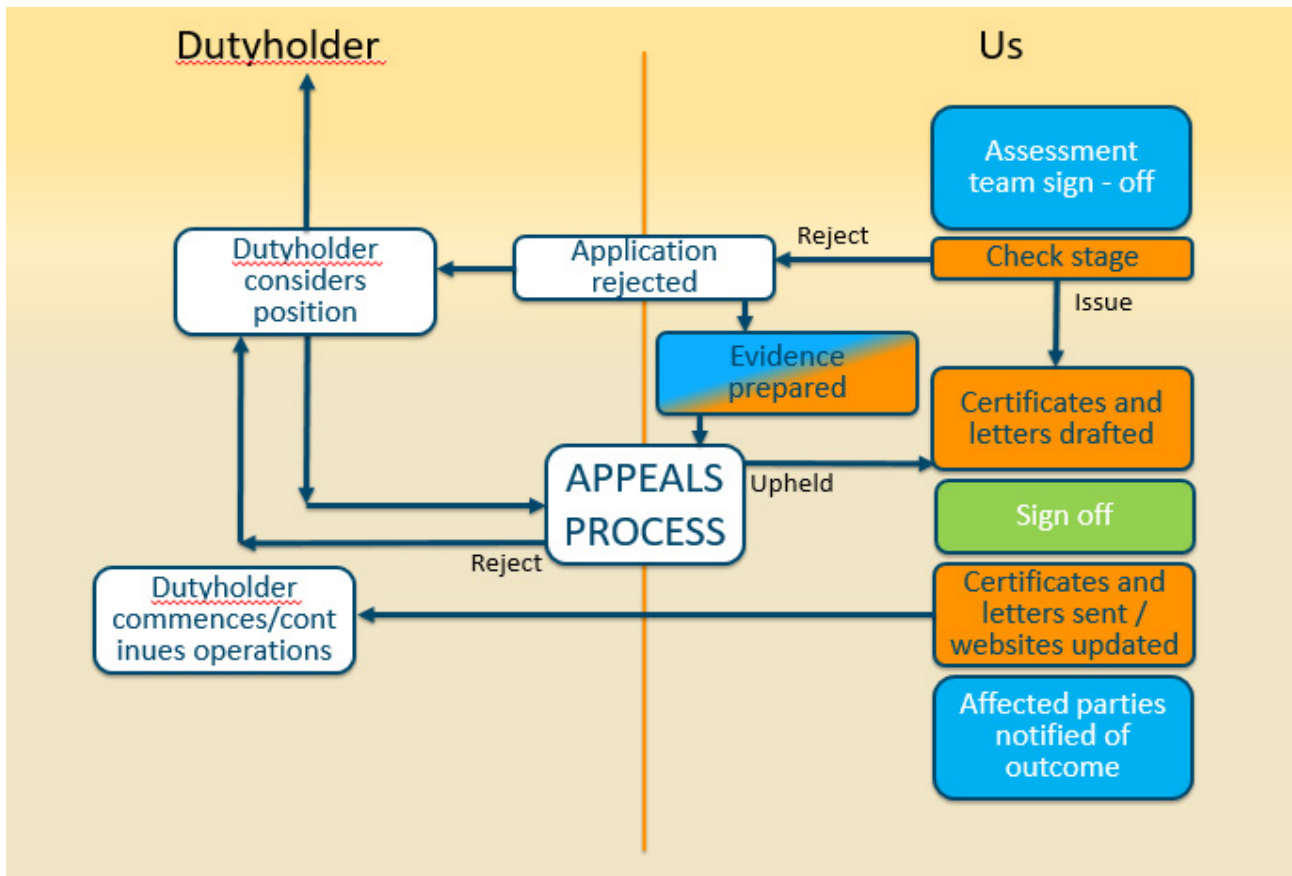 Dutyholder
Us
Assessment
team sign - off
Reject
Check stage
Application
rejected
Dutyholder
considers
position
Issue
Evidence
prepared
Certificates and
letters drafted
APPEALS
PROCESS
Upheld
Sign off
Reject
Dutyholder
commences/cont
inues operations
Certificates and
letters sent /
websites updated
Affected parties
notified of
outcome